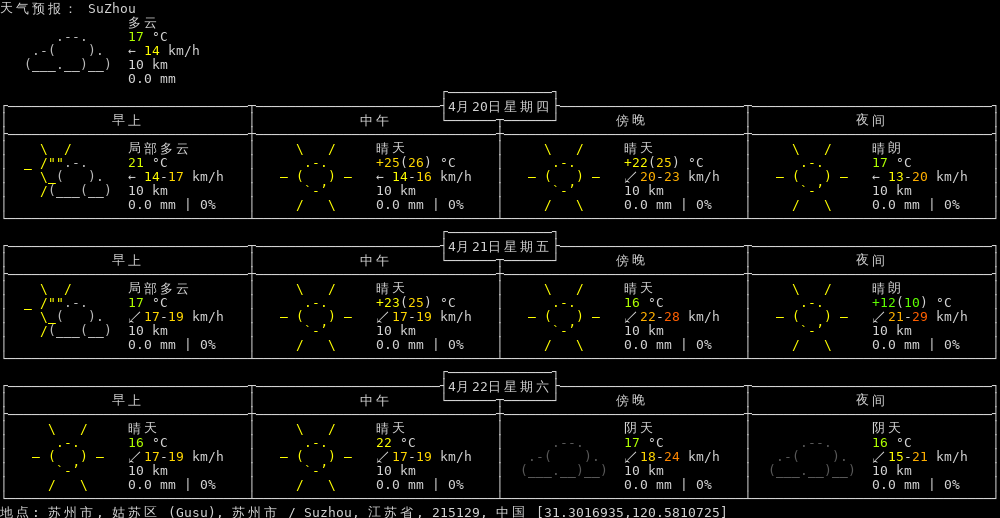 天气预报： SuZhou
多云
17 °C
← 14 km/h
10 km
0.0 mm
4月20日星期四
早上 中午 傍晚 夜间
局部多云 晴天 晴天 晴朗
21 °C +25(26) °C +22(25) °C 17 °C
← 14-17 km/h ← 14-16 km/h ↙ 20-23 km/h ← 13-20 km/h
10 km 10 km 10 km 10 km
0.0 mm | 0% 0.0 mm | 0% 0.0 mm | 0% 0.0 mm | 0%
4月21日星期五
早上 中午 傍晚 夜间
局部多云 晴天 晴天 晴朗
17 °C +23(25) °C 16 °C +12(10) °C
↙ 17-19 km/h ↙ 17-19 km/h ↙ 22-28 km/h ↙ 21-29 km/h
10 km 10 km 10 km 10 km
0.0 mm | 0% 0.0 mm | 0% 0.0 mm | 0% 0.0 mm | 0%
4月22日星期六
早上 中午 傍晚 夜间
晴天 晴天 阴天 阴天
16 °C 22 °C 17 °C 16 °C
↙ 17-19 km/h ↙ 17-19 km/h ↙ 18-24 km/h ↙ 15-21 km/h
10 km 10 km 10 km 10 km
0.0 mm | 0% 0.0 mm | 0% 0.0 mm | 0% 0.0 mm | 0%
地点: 苏州市, 姑苏区 (Gusu), 苏州市 / Suzhou, 江苏省, 215129, 中国 [31.3016935,120.5810725]